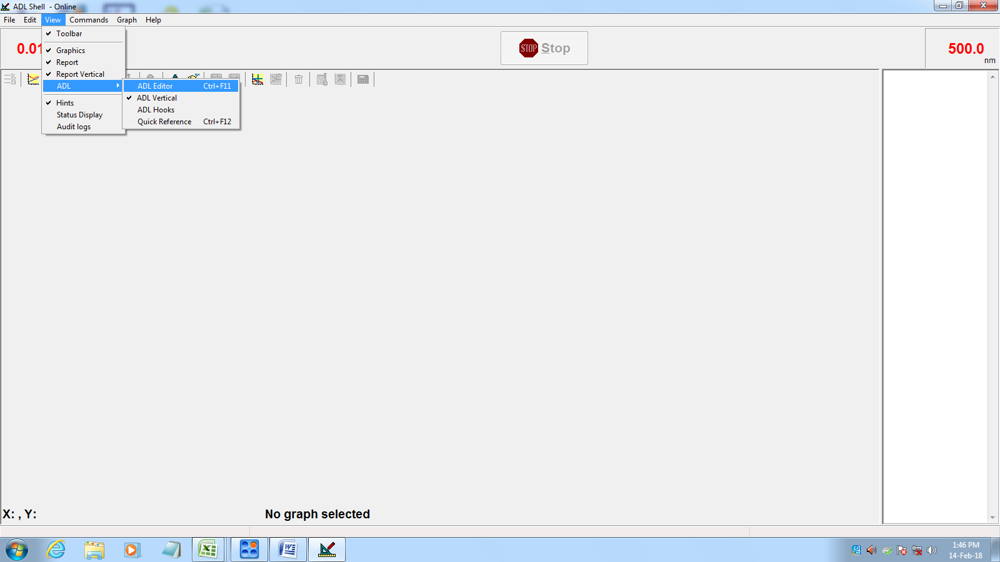 ADL Shell - Online
File Edit View Commands Graph Help
Toolbar
Graphics
Report
Report Vertical
ADL
Hints
Status Display
Audit logs
ADL Editor Ctrl+F11
ADL Vertical
ADL Hooks
Quick Reference Ctrl+F12
STOP Stop
500.0
nm
X: , Y:
No graph selected
1:46 PM
14-Feb-18